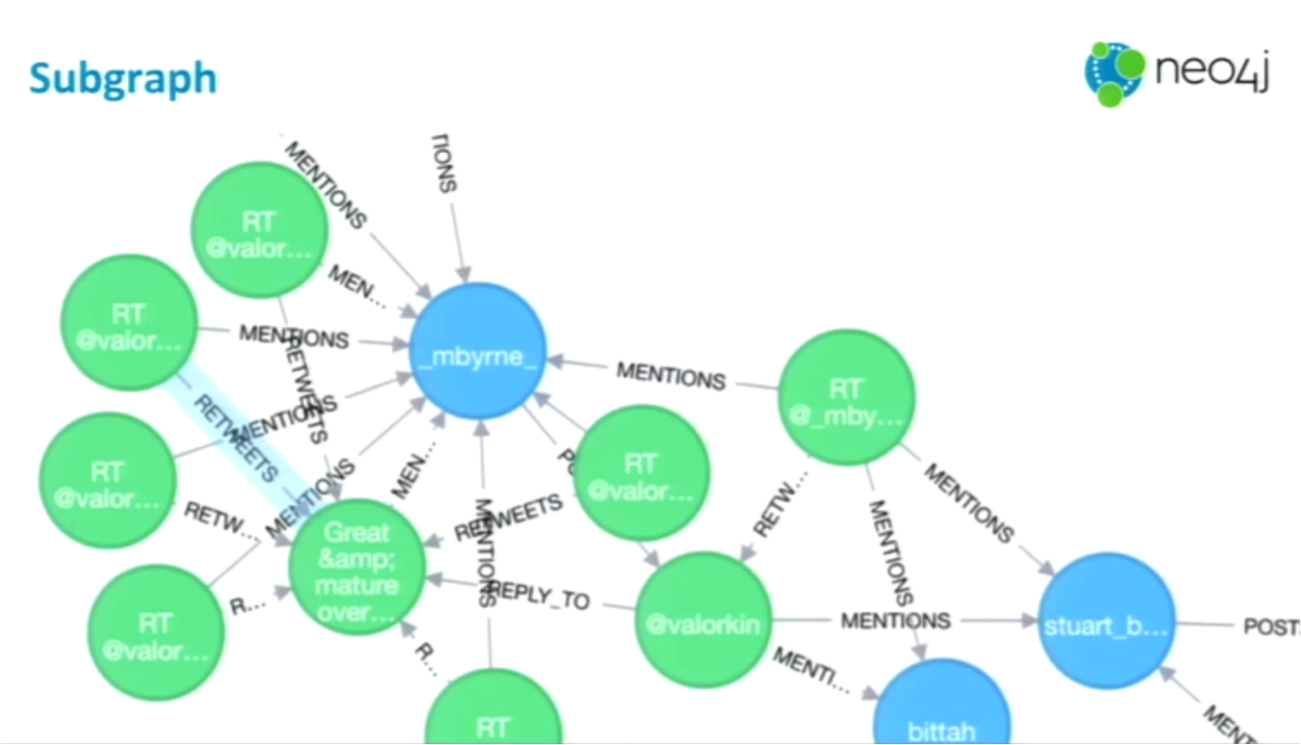 Subgraph
neo4j
MENTIONS
TIONS
RT
@valor...
MEN...
RT
@valor...
MENTIONS
_mbyrne_
RETWEETS
MENTIONS
RT
@_mby...
RETWEETS
MENTIONS
RT
@valor...
RETW...
MENTIONS
MEN...
RT
@valor...
RETWEETS
MENTIONS
RETW...
MENTIONS
MENTIONS
Great
&amp;
mature
over...
REPLY_TO
RT
@valor...
R...
R...
@valorkin
MENTIONS
stuart_b...
POST
MENTI...
RT
bittah
MENT